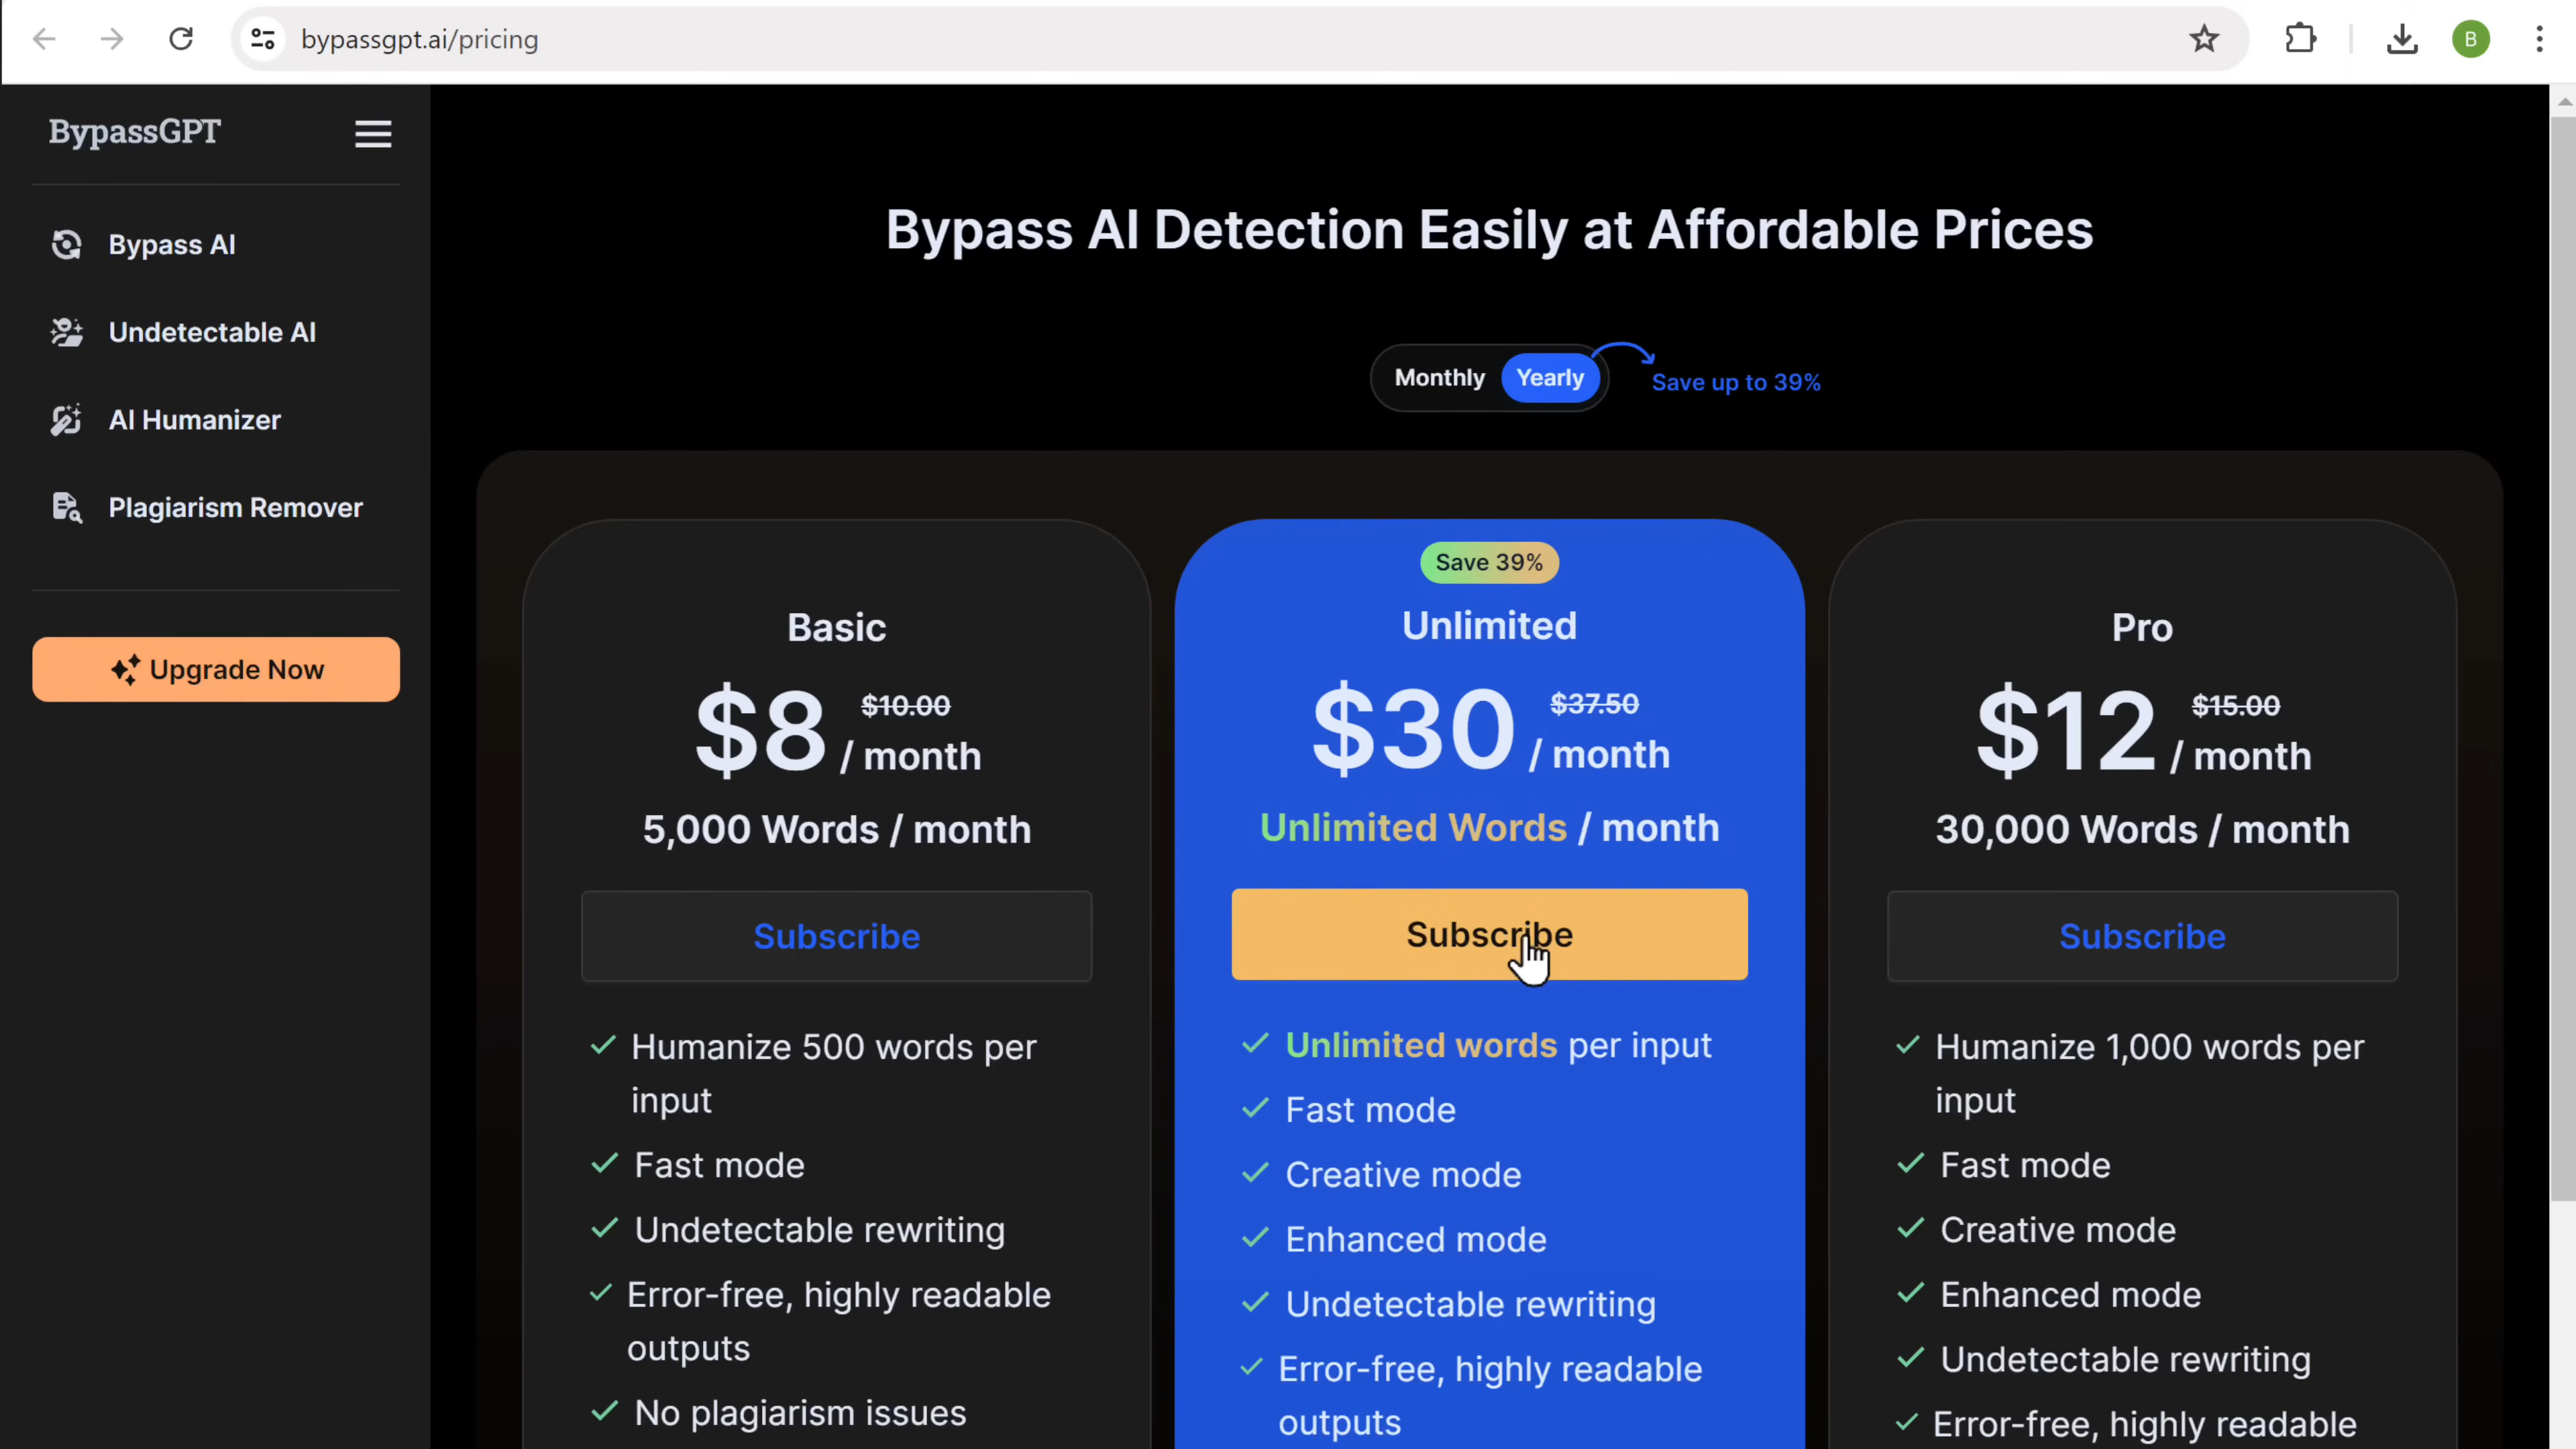 bypassgpt.ai/pricing
B
BypassGPT
Bypass AI
Undetectable AI
AI Humanizer
Plagiarism Remover
Upgrade Now
Bypass AI Detection Easily at Affordable Prices
Monthly
Yearly
Save up to 39%
Basic
$8
$10.00
/ month
5,000 Words / month
Subscribe
Humanize 500 words per
input
Fast mode
Undetectable rewriting
Error-free, highly readable
outputs
No plagiarism issues
Save 39%
Unlimited
$30
$37.50
/ month
Unlimited Words / month
Subscribe
Unlimited words per input
Fast mode
Creative mode
Enhanced mode
Undetectable rewriting
Error-free, highly readable
outputs
Pro
$12
$15.00
/ month
30,000 Words / month
Subscribe
Humanize 1,000 words per
input
Fast mode
Creative mode
Enhanced mode
Undetectable rewriting
Error-free, highly readable